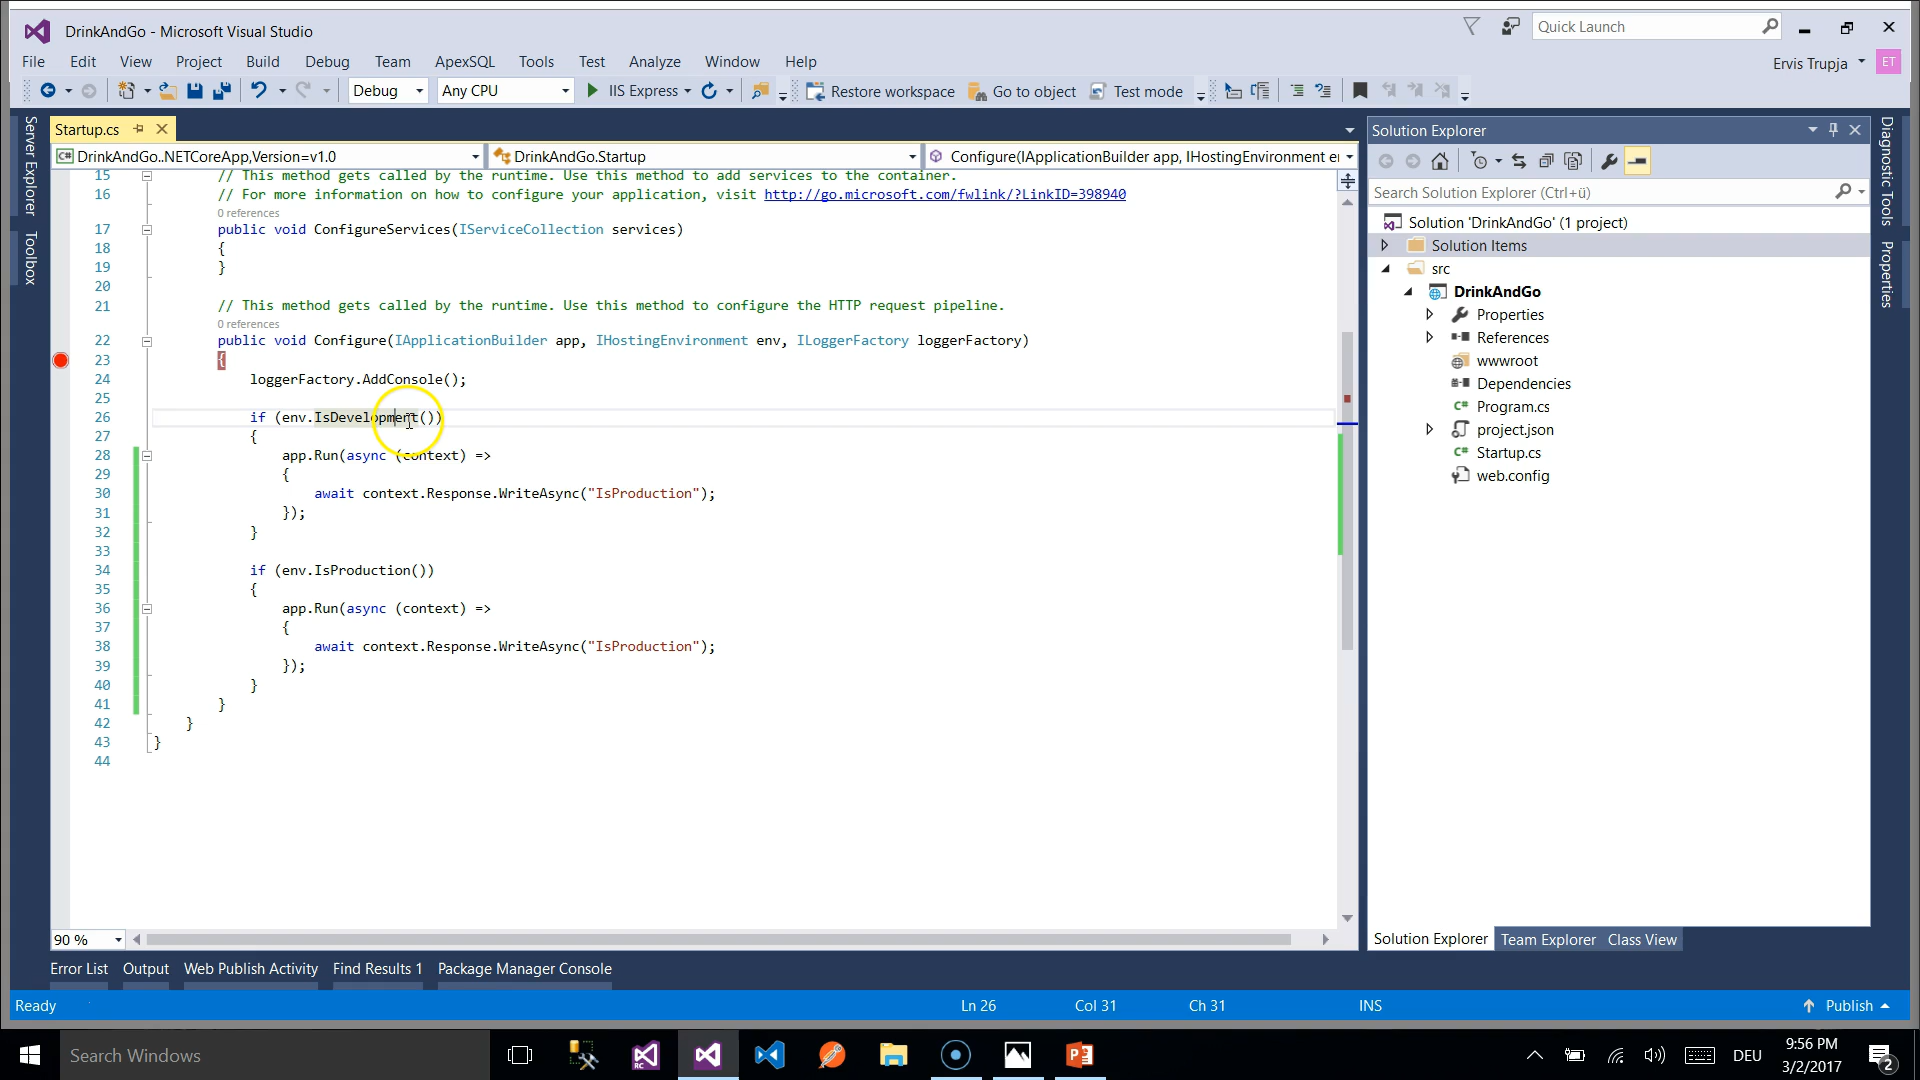 DrinkAndGo - Microsoft Visual Studio
Quick Launch
File Edit View Project Build Debug Team ApexSQL Tools Test Analyze Window Help
Ervis Trupja ET
Debug Any CPU IIS Express Restore workspace Go to object Test mode
Server Explorer
Toolbox
Startup.cs
DrinkAndGo..NETCoreApp,Version=v1.0 DrinkAndGo.Startup Configure(IApplicationBuilder app, IHostingEnvironment er
15 // This method gets called by the runtime. Use this method to add services to the container.
16 // For more information on how to configure your application, visit http://go.microsoft.com/fwlink/?LinkID=398940
0 references
17 public void ConfigureServices(IServiceCollection services)
18 {
19 }
20
21 // This method gets called by the runtime. Use this method to configure the HTTP request pipeline.
0 references
22 public void Configure(IApplicationBuilder app, IHostingEnvironment env, ILoggerFactory loggerFactory)
23 {
24 loggerFactory.AddConsole();
25
26 if (env.IsDevelopment())
27 {
28 app.Run(async (context) =>
29 {
30 await context.Response.WriteAsync("IsProduction");
31 });
32 }
33
34 if (env.IsProduction())
35 {
36 app.Run(async (context) =>
37 {
38 await context.Response.WriteAsync("IsProduction");
39 });
40 }
41 }
42 }
43 }
44
90 %
Solution Explorer
Search Solution Explorer (Ctrl+ü)
Solution 'DrinkAndGo' (1 project)
Solution Items
src
DrinkAndGo
Properties
References
wwwroot
Dependencies
Program.cs
project.json
Startup.cs
web.config
Solution Explorer Team Explorer Class View
Diagnostic Tools
Properties
Error List Output Web Publish Activity Find Results 1 Package Manager Console
Ready Ln 26 Col 31 Ch 31 INS Publish
Search Windows
RC
DEU
9:56 PM
3/2/2017
2